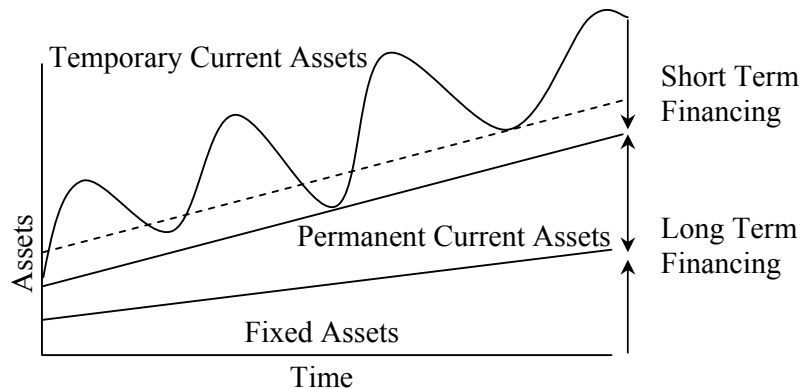 Temporary Current Assets
Short Term
Financing
Assets
Permanent Current Assets
Long Term
Financing
Fixed Assets
Time